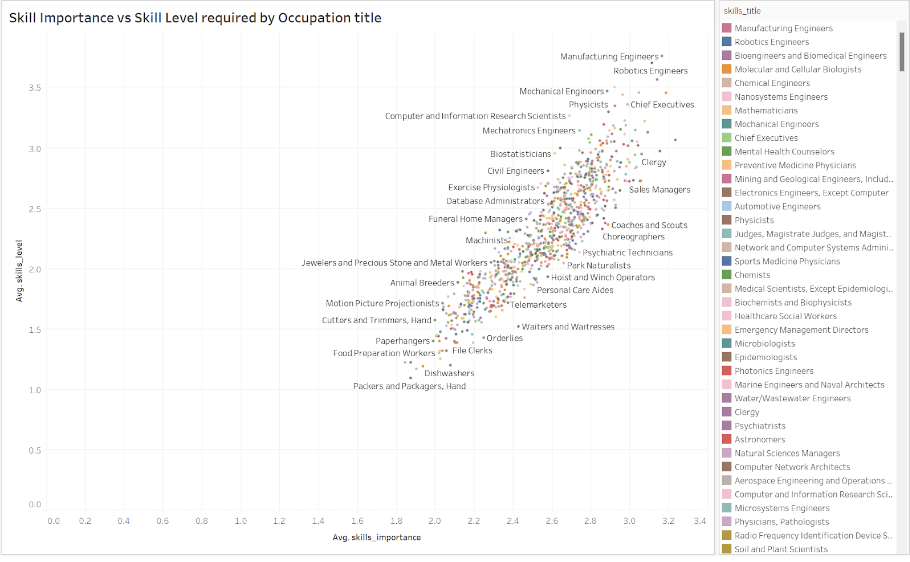 Skill Importance vs Skill Level required by Occupation title
Manufacturing Engineers
Robotics Engineers
Mechanical Engineers
Physicists
Chief Executives
Computer and Information Research Scientists
Mechatronics Engineers
Biostatisticians
Clergy
Civil Engineers
Exercise Physiologists
Sales Managers
Database Administrators
Funeral Home Managers
Coaches and Scouts
Choreographers
Machinists
Psychiatric Technicians
Jewelers and Precious Stone and Metal Workers
Park Naturalists
Animal Breeders
Hoist and Winch Operators
Personal Care Aides
Motion Picture Projectionists
Telemarketers
Cutters and Trimmers, Hand
Waiters and Waitresses
Paperhangers
Orderlies
Food Preparation Workers
File Clerks
Dishwashers
Packers and Packagers, Hand
3.5
3.0
2.5
2.0
1.5
1.0
0.5
0.0
Avg. skills_level
0.0 0.2 0.4 0.6 0.8 1.0 1.2 1.4 1.6 1.8 2.0 2.2 2.4 2.6 2.8 3.0 3.2 3.4
Avg. skills_importance
skills_title
Manufacturing Engineers
Robotics Engineers
Bioengineers and Biomedical Engineers
Molecular and Cellular Biologists
Chemical Engineers
Nanosystems Engineers
Mathematicians
Mechanical Engineers
Chief Executives
Mental Health Counselors
Preventive Medicine Physicians
Mining and Geological Engineers, Includ..
Electronics Engineers, Except Computer
Automotive Engineers
Physicists
Judges, Magistrate Judges, and Magist..
Network and Computer Systems Admini..
Sports Medicine Physicians
Chemists
Medical Scientists, Except Epidemiologi..
Biochemists and Biophysicists
Healthcare Social Workers
Emergency Management Directors
Microbiologists
Epidemiologists
Photonics Engineers
Marine Engineers and Naval Architects
Water/Wastewater Engineers
Clergy
Psychiatrists
Astronomers
Natural Sciences Managers
Computer Network Architects
Aerospace Engineering and Operations..
Computer and Information Research Sci..
Microsystems Engineers
Physicians, Pathologists
Radio Frequency Identification Device S..
Soil and Plant Scientists